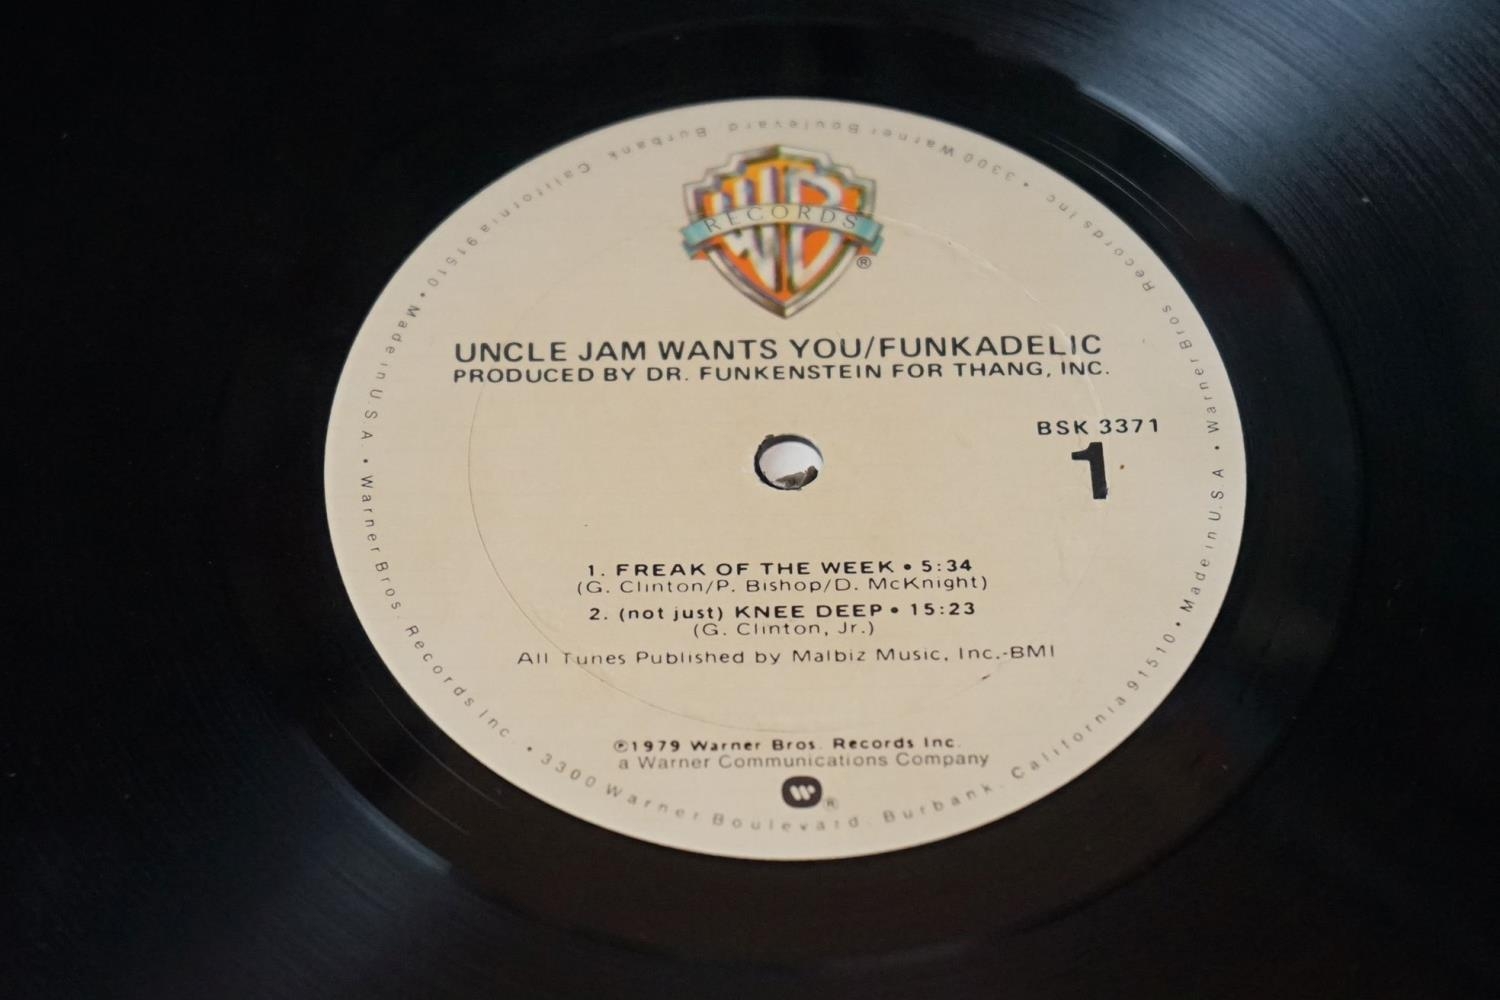 WB
RECORDS
®
UNCLE JAM WANTS YOU/FUNKADELIC
PRODUCED BY DR. FUNKENSTEIN FOR THANG, INC.
BSK 3371
1
1. FREAK OF THE WEEK • 5:34
(G. Clinton/P. Bishop/D. McKnight)
2. (not just) KNEE DEEP • 15:23
(G. Clinton, Jr.)
All Tunes Published by Malbiz Music, Inc.-BMI
℗1979 Warner Bros. Records Inc.
a Warner Communications Company
W ®
Warner Bros. Records Inc. • 3300 Warner Boulevard, Burbank, California 91510 • Made in U.S.A. • Warner Bros. Records Inc. • 3300 Warner Boulevard, Burbank, California 91510 • Made in U.S.A. •